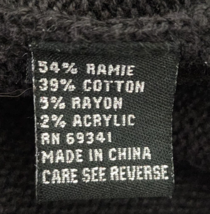 54% RAMIE
39% COTTON
5% RAYON
2% ACRYLIC
RN 69341
MADE IN CHINA
CARE SEE REVERSE